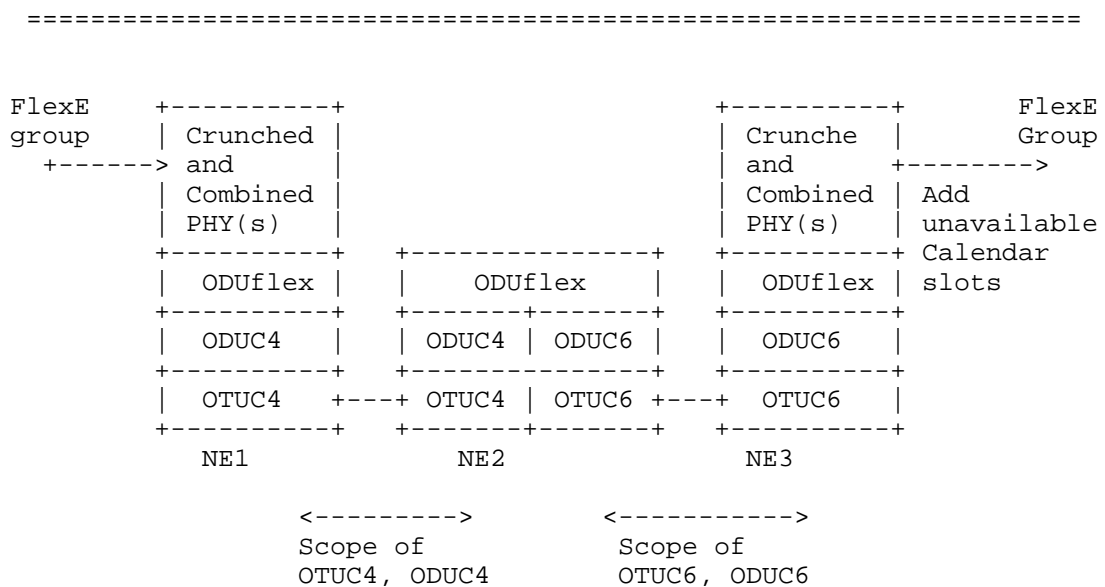 ====================================================================
FlexE      +----------+                          +----------+        FlexE
group      | Crunched |                          | Crunche  |        Group
  +------> and        |                          | and      +-------->
           | Combined |                          | Combined | Add
           | PHY(s)   |                          | PHY(s)   | unavailable
           +----------+    +---------------+     +----------+ Calendar
           |  ODUflex |    |    ODUflex    |     |  ODUflex | slots
           +----------+    +-------+-------+     +----------+
           |  ODUC4   |    | ODUC4 | ODUC6 |     |  ODUC6   |
           +----------+    +---------------+     +----------+
           |  OTUC4   +---+ OTUC4 | OTUC6 +---+  OTUC6   |
           +----------+    +-------+-------+     +----------+
              NE1              NE2                 NE3
                    <--------->         <----------->
                    Scope of             Scope of
                    OTUC4, ODUC4         OTUC6, ODUC6